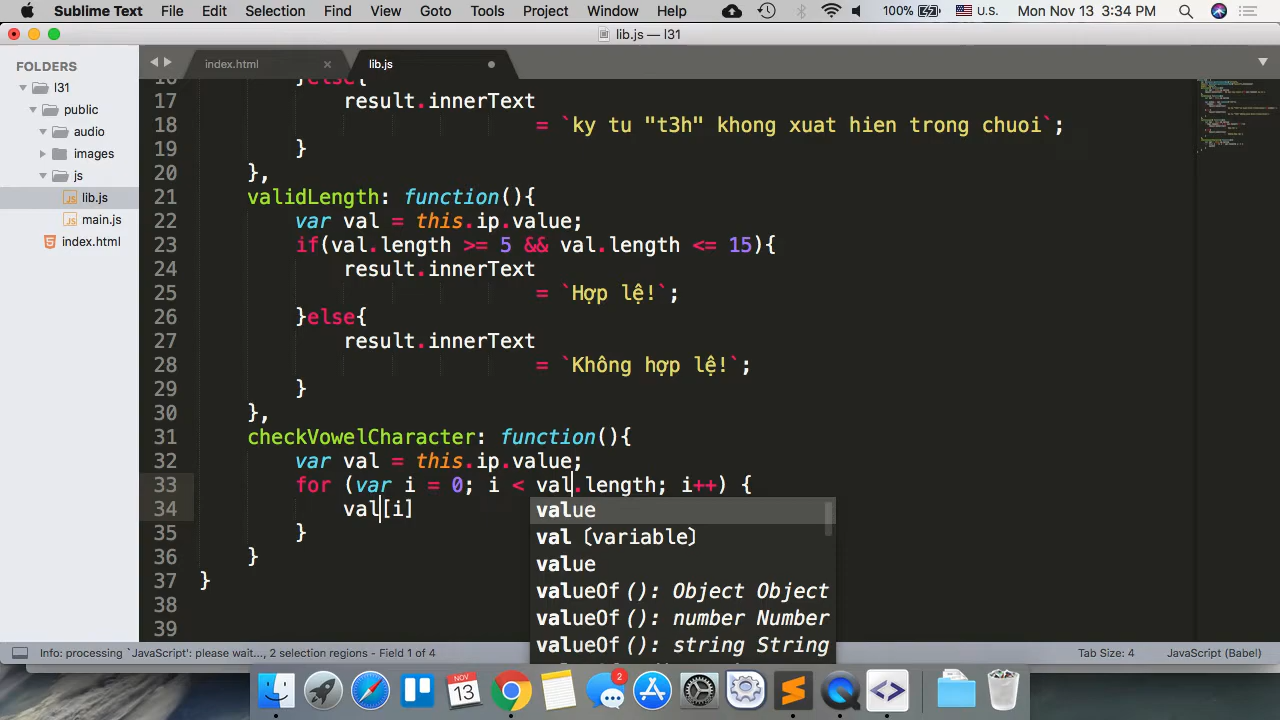 Sublime Text File Edit Selection Find View Goto Tools Project Window Help 100% U.S. Mon Nov 13 3:34 PM
lib.js — l31
FOLDERS
l31
public
audio
images
js
lib.js
main.js
index.html
index.html × lib.js
16 }else{
17 result.innerText
18 = `ky tu "t3h" khong xuat hien trong chuoi`;
19 }
20 },
21 validLength: function(){
22 var val = this.ip.value;
23 if(val.length >= 5 && val.length <= 15){
24 result.innerText
25 = `Hợp lệ!`;
26 }else{
27 result.innerText
28 = `Không hợp lệ!`;
29 }
30 },
31 checkVowelCharacter: function(){
32 var val = this.ip.value;
33 for (var i = 0; i < val.length; i++) {
34 val[i]
35 }
36 }
37 }
38
39
value
val (variable)
value
valueOf(): Object Object
valueOf(): number Number
valueOf(): string String
Info: processing `JavaScript': please wait..., 2 selection regions - Field 1 of 4 Tab Size: 4 JavaScript (Babel)
NOV
13
2